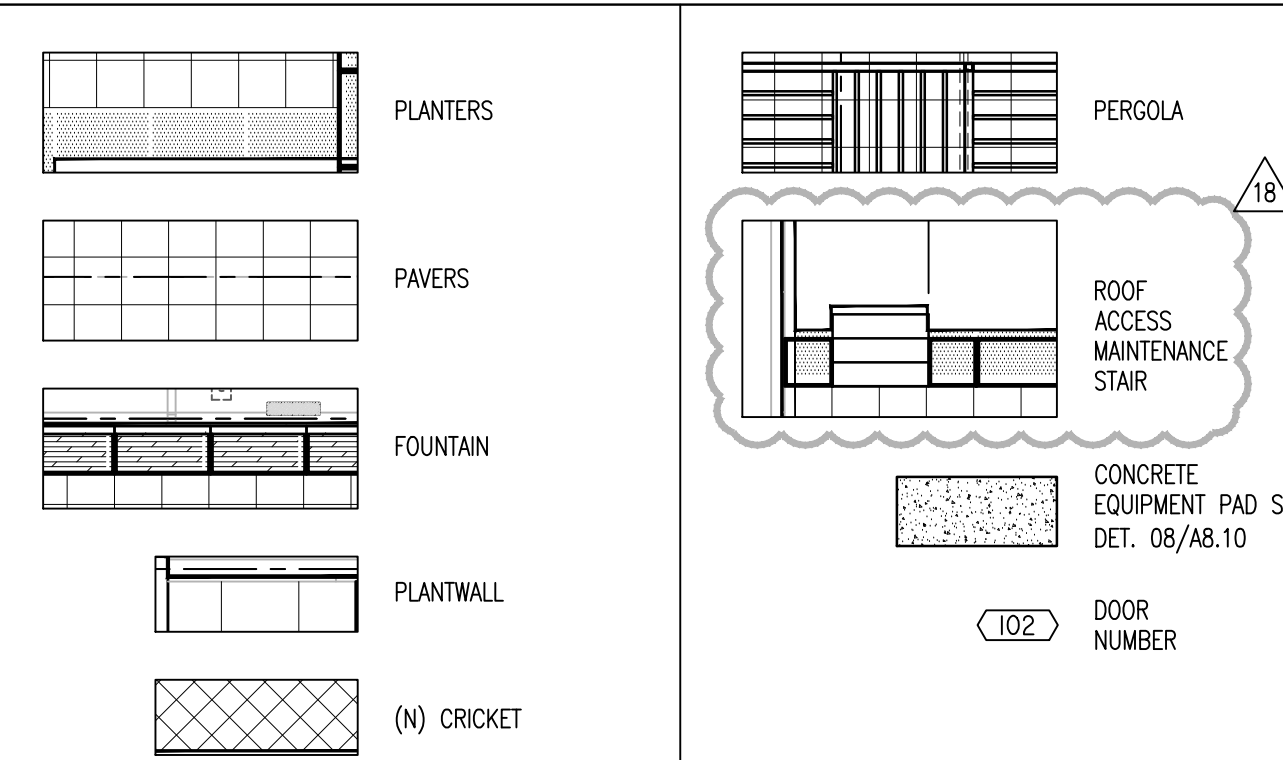 PLANTERS
PAVERS
FOUNTAIN
PLANTWALL
(N) CRICKET
PERGOLA
18
ROOF
ACCESS
MAINTENANCE
STAIR
CONCRETE
EQUIPMENT PAD S
DET. 08/A8.10
102
DOOR
NUMBER